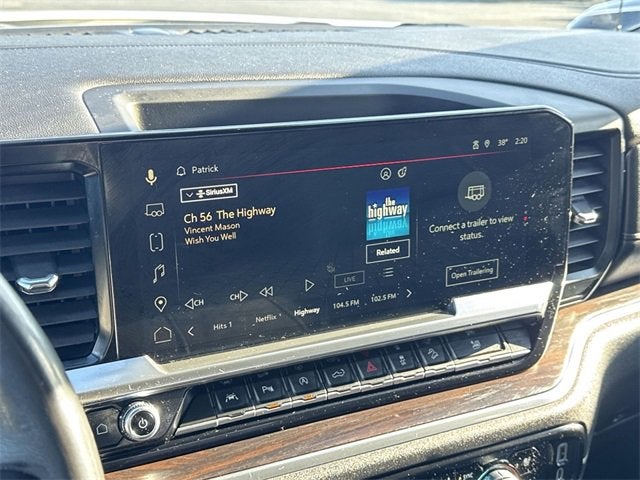 Patrick
38° 2:20
SiriusXM
Ch 56 The Highway
Vincent Mason
Wish You Well
the
highway
Related
Connect a trailer to view
status.
Open Trailering
CH
CH
LIVE
Hits 1
Netflix
Highway
104.5 FM
102.5 FM